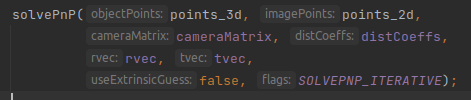 solvePnP( objectPoints: points_3d, imagePoints: points_2d,
cameraMatrix: cameraMatrix, distCoeffs: distCoeffs,
rvec: rvec, tvec: tvec,
useExtrinsicGuess: false, flags: SOLVEPNP_ITERATIVE);